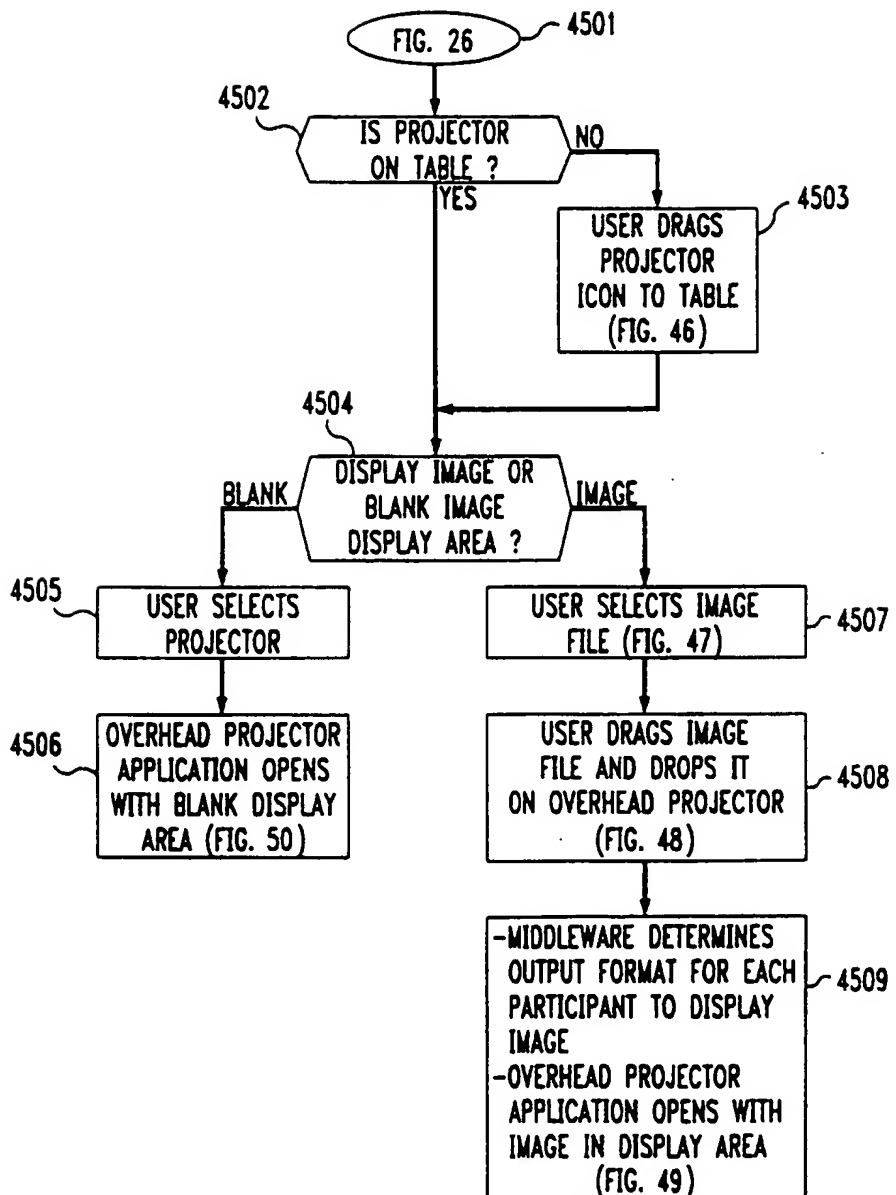 FIG. 26
4501
4502
IS PROJECTOR
ON TABLE ?
NO
YES
4503
USER DRAGS
PROJECTOR
ICON TO TABLE
(FIG. 46)
4504
DISPLAY IMAGE OR
BLANK IMAGE
DISPLAY AREA ?
BLANK
IMAGE
4505
USER SELECTS
PROJECTOR
4506
OVERHEAD PROJECTOR
APPLICATION OPENS
WITH BLANK DISPLAY
AREA (FIG. 50)
USER SELECTS IMAGE
FILE (FIG. 47)
4507
USER DRAGS IMAGE
FILE AND DROPS IT
ON OVERHEAD PROJECTOR
(FIG. 48)
4508
-MIDDLEWARE DETERMINES
OUTPUT FORMAT FOR EACH
PARTICIPANT TO DISPLAY
IMAGE
-OVERHEAD PROJECTOR
APPLICATION OPENS WITH
IMAGE IN DISPLAY AREA
(FIG. 49)
4509